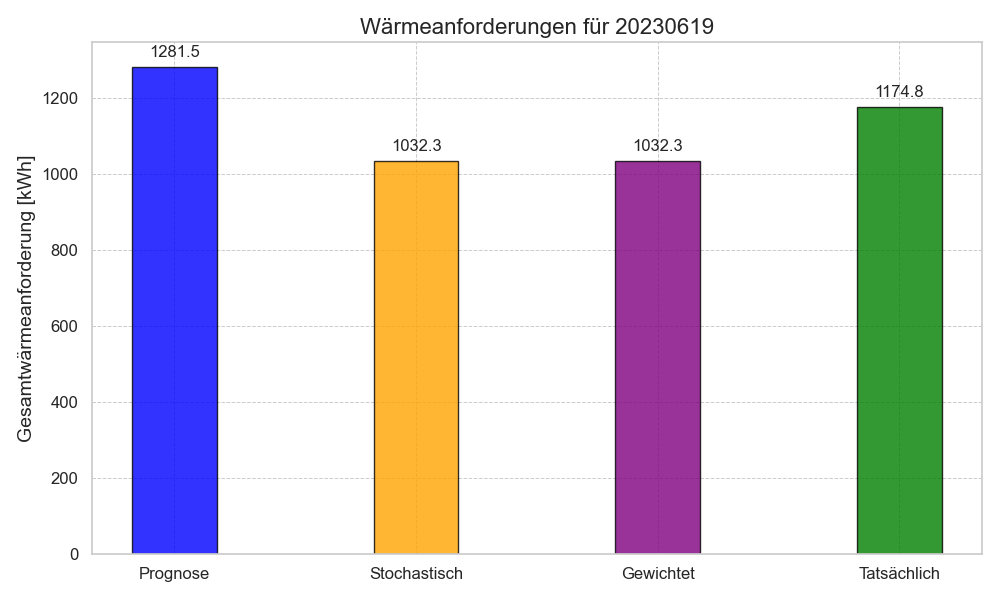 Wärmeanforderungen für 20230619
1281.5
1032.3
1032.3
1174.8
Gesamtwärmeanforderung [kWh]
1200
1000
800
600
400
200
0
Prognose
Stochastisch
Gewichtet
Tatsächlich